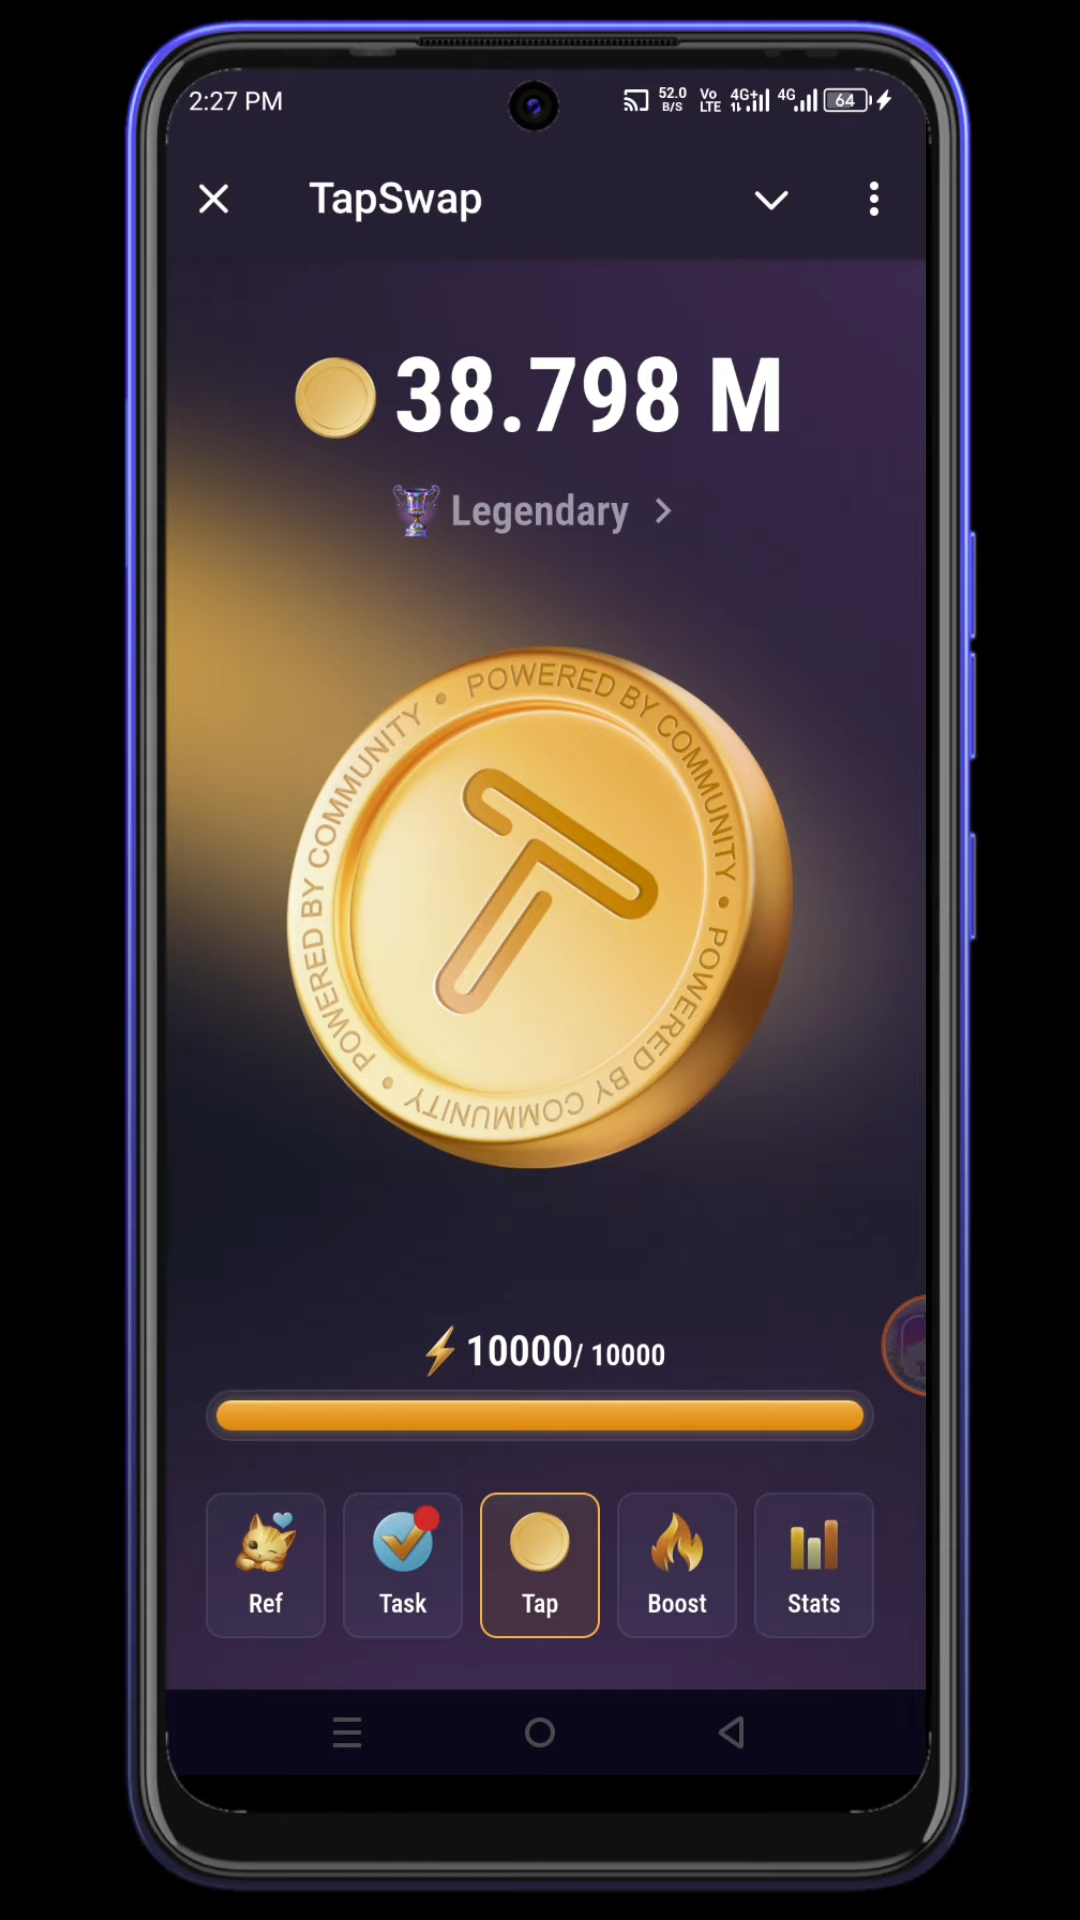 2:27 PM 52.0 B/S Vo LTE 4G+ 4G 64
TapSwap
38.798 M
Legendary
POWERED BY COMMUNITY • POWERED BY COMMUNITY • POWERED BY COMMUNITY •
10000/ 10000
Ref Task Tap Boost Stats